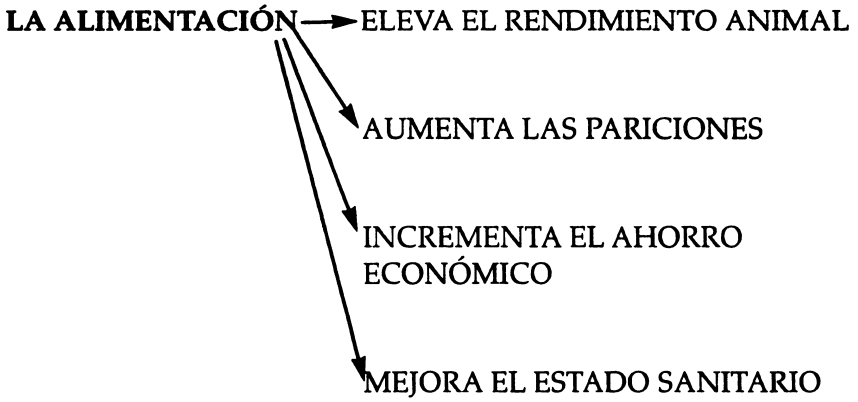 LA ALIMENTACIÓN ELEVA EL RENDIMIENTO ANIMAL
AUMENTA LAS PARICIONES
INCREMENTA EL AHORRO
ECONÓMICO
MEJORA EL ESTADO SANITARIO